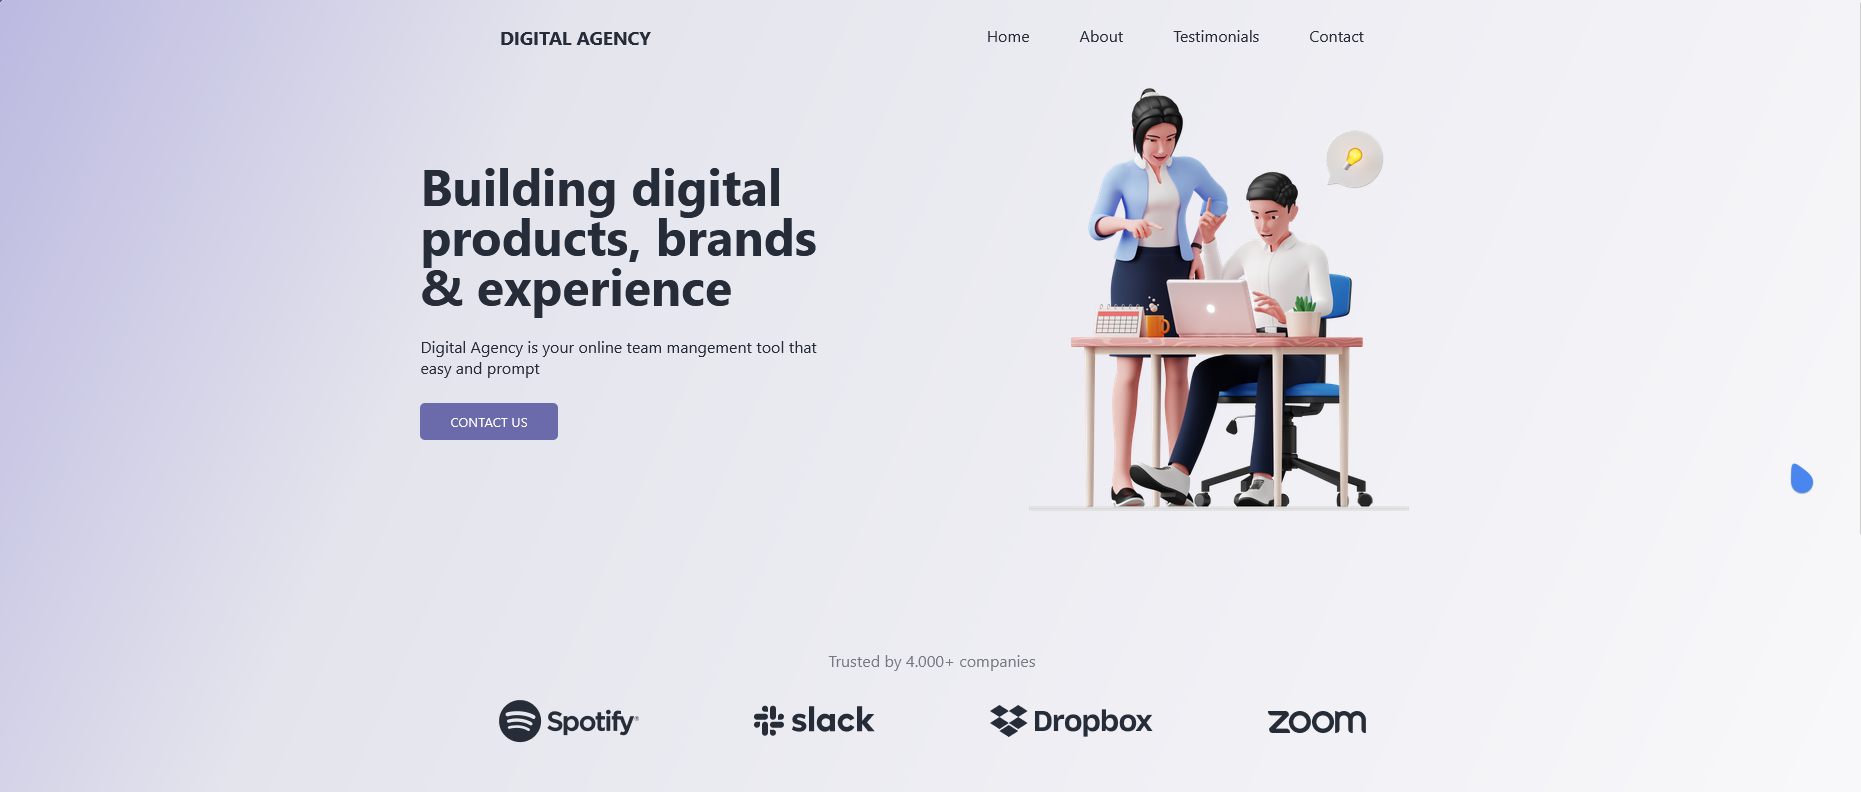 DIGITAL AGENCY
Home
About
Testimonials
Contact
Building digital
products, brands
& experience
Digital Agency is your online team mangement tool that
easy and prompt
CONTACT US
Trusted by 4.000+ companies
Spotify®
slack
Dropbox
zoom